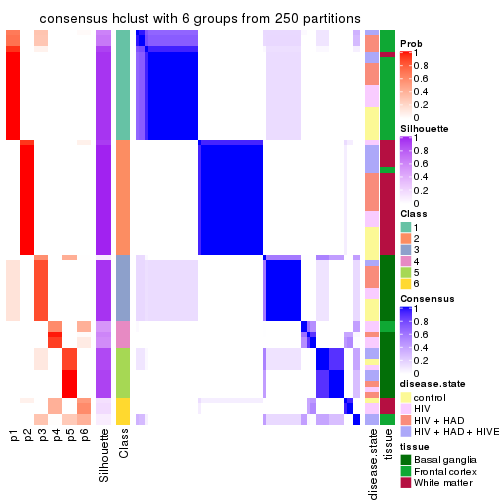 consensus hclust with 6 groups from 250 partitions
p1
p2
p3
p4
p5
p6
Silhouette
Class
disease.state
tissue
Prob
1
0.8
0.6
0.4
0.2
0
Silhouette
1
0.8
0.6
0.4
0.2
0
Class
1
2
3
4
5
6
Consensus
1
0.8
0.6
0.4
0.2
0
disease.state
control
HIV
HIV + HAD
HIV + HAD + HIVE
tissue
Basal ganglia
Frontal cortex
White matter